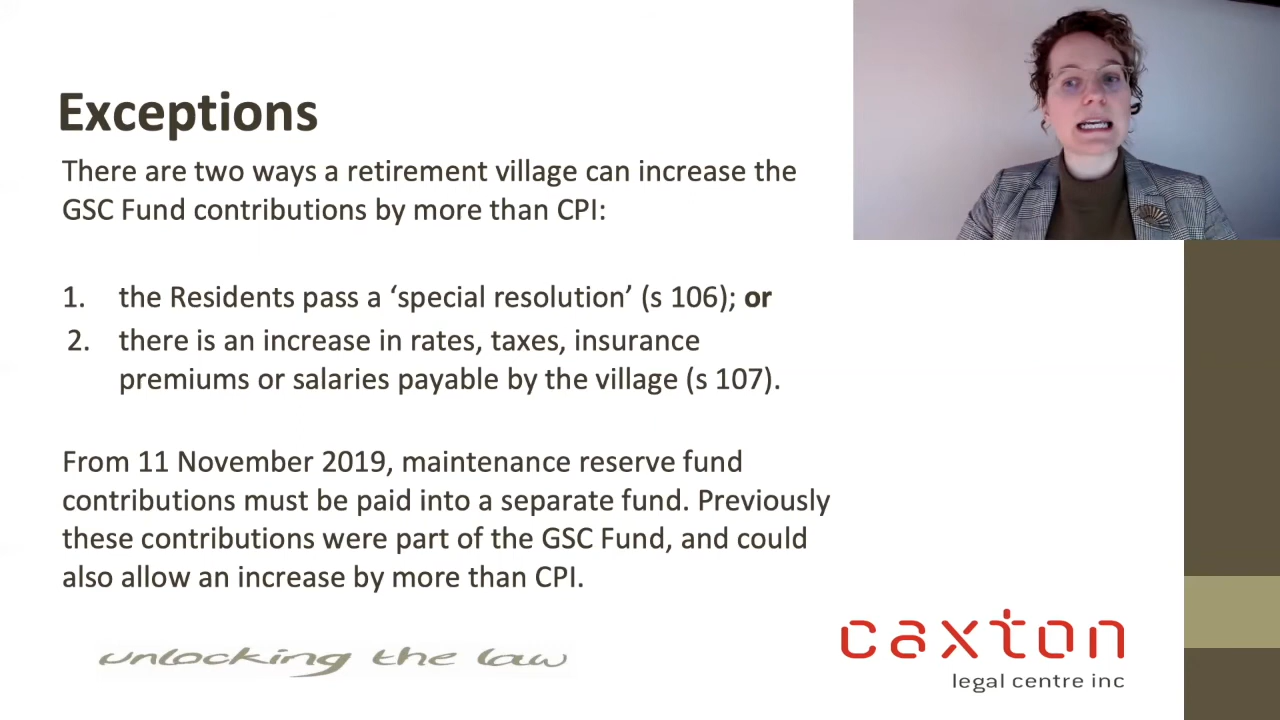 Exceptions
There are two ways a retirement village can increase the
GSC Fund contributions by more than CPI:
1. the Residents pass a ‘special resolution’ (s 106); or
2. there is an increase in rates, taxes, insurance
premiums or salaries payable by the village (s 107).
From 11 November 2019, maintenance reserve fund
contributions must be paid into a separate fund. Previously
these contributions were part of the GSC Fund, and could
also allow an increase by more than CPI.
unlocking the law
caxton
legal centre inc